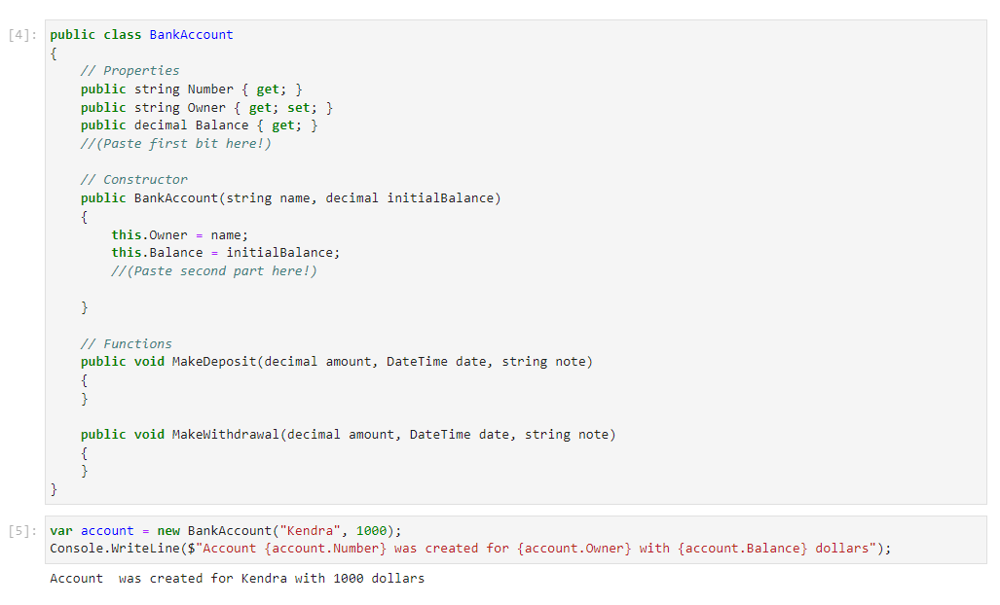 [4]: public class BankAccount
{
    // Properties
    public string Number { get; }
    public string Owner { get; set; }
    public decimal Balance { get; }
    //(Paste first bit here!)

    // Constructor
    public BankAccount(string name, decimal initialBalance)
    {
        this.Owner = name;
        this.Balance = initialBalance;
        //(Paste second part here!)

    }

    // Functions
    public void MakeDeposit(decimal amount, DateTime date, string note)
    {
    }

    public void MakeWithdrawal(decimal amount, DateTime date, string note)
    {
    }
}
[5]: var account = new BankAccount("Kendra", 1000);
Console.WriteLine($"Account {account.Number} was created for {account.Owner} with {account.Balance} dollars");
Account  was created for Kendra with 1000 dollars